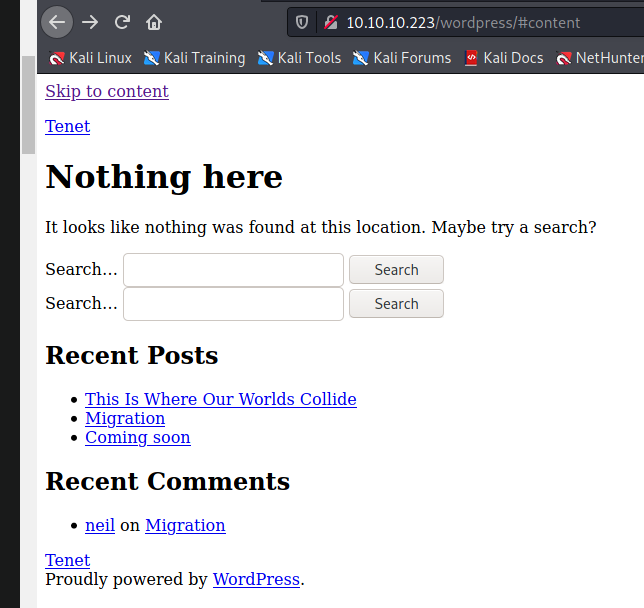 10.10.10.223/wordpress/#content
Kali Linux Kali Training Kali Tools Kali Forums Kali Docs NetHunter
Skip to content
Tenet
Nothing here
It looks like nothing was found at this location. Maybe try a search?
Search... Search
Search... Search
Recent Posts
This Is Where Our Worlds Collide
Migration
Coming soon
Recent Comments
neil on Migration
Tenet
Proudly powered by WordPress.